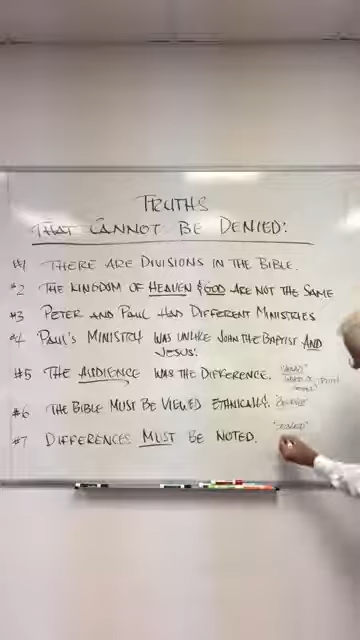 TRUTHS
THAT CANNOT BE DENIED:
#1 THERE ARE DIVISIONS IN THE BIBLE.
#2 THE KINGDOM OF HEAVEN & GOD ARE NOT THE SAME
#3 PETER AND PAUL HAD DIFFERENT MINISTRIES
#4 PAUL'S MINISTRY WAS UNLIKE JOHN THE BAPTIST AND
JESUS'.
#5 THE AUDIENCE WAS THE DIFFERENCE.
#6 THE BIBLE MUST BE VIEWED ETHNICALLY.
#7 DIFFERENCES MUST BE NOTED.